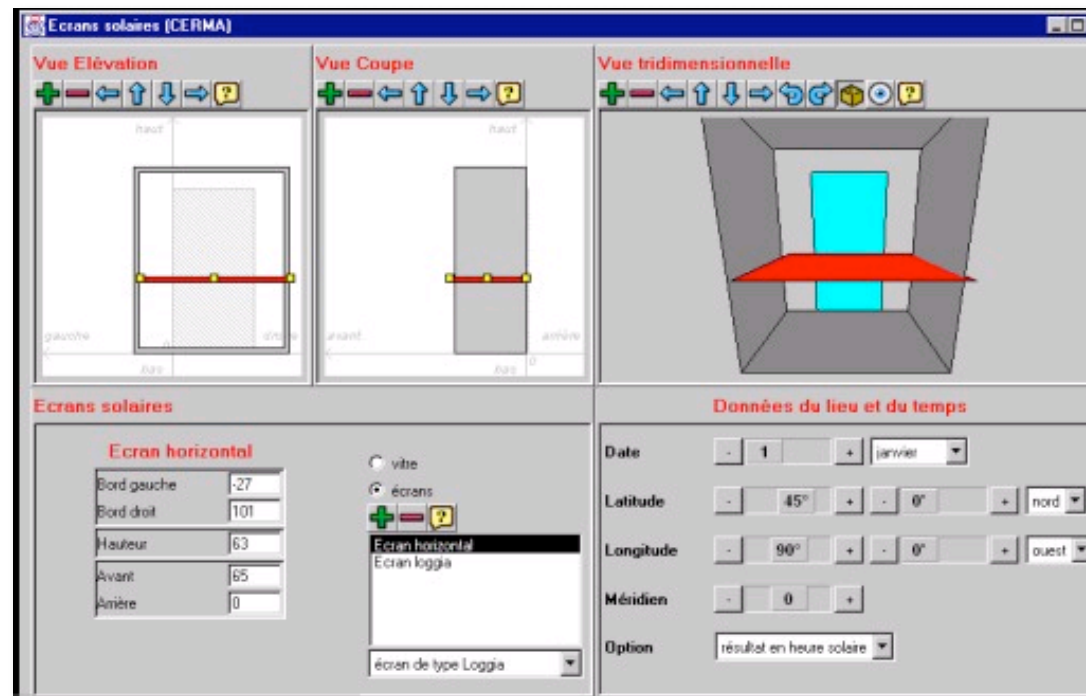 Ecrans solaires (CERMA)
Vue Elévation
Vue Coupe
Vue tridimensionnelle
haut
gauche
droite
0
bas
haut
avant
arrière
0
bas
Ecrans solaires
Ecran horizontal
Bord gauche -27
Bord droit 101
Hauteur 63
Avant 65
Arrière 0
vitre
écrans
Ecran horizontal
Ecran loggia
écran de type Loggia
Données du lieu et du temps
Date - 1 + janvier
Latitude - 45° + - 0' + nord
Longitude - 90° + - 0' + ouest
Méridien - 0 +
Option résultat en heure solaire